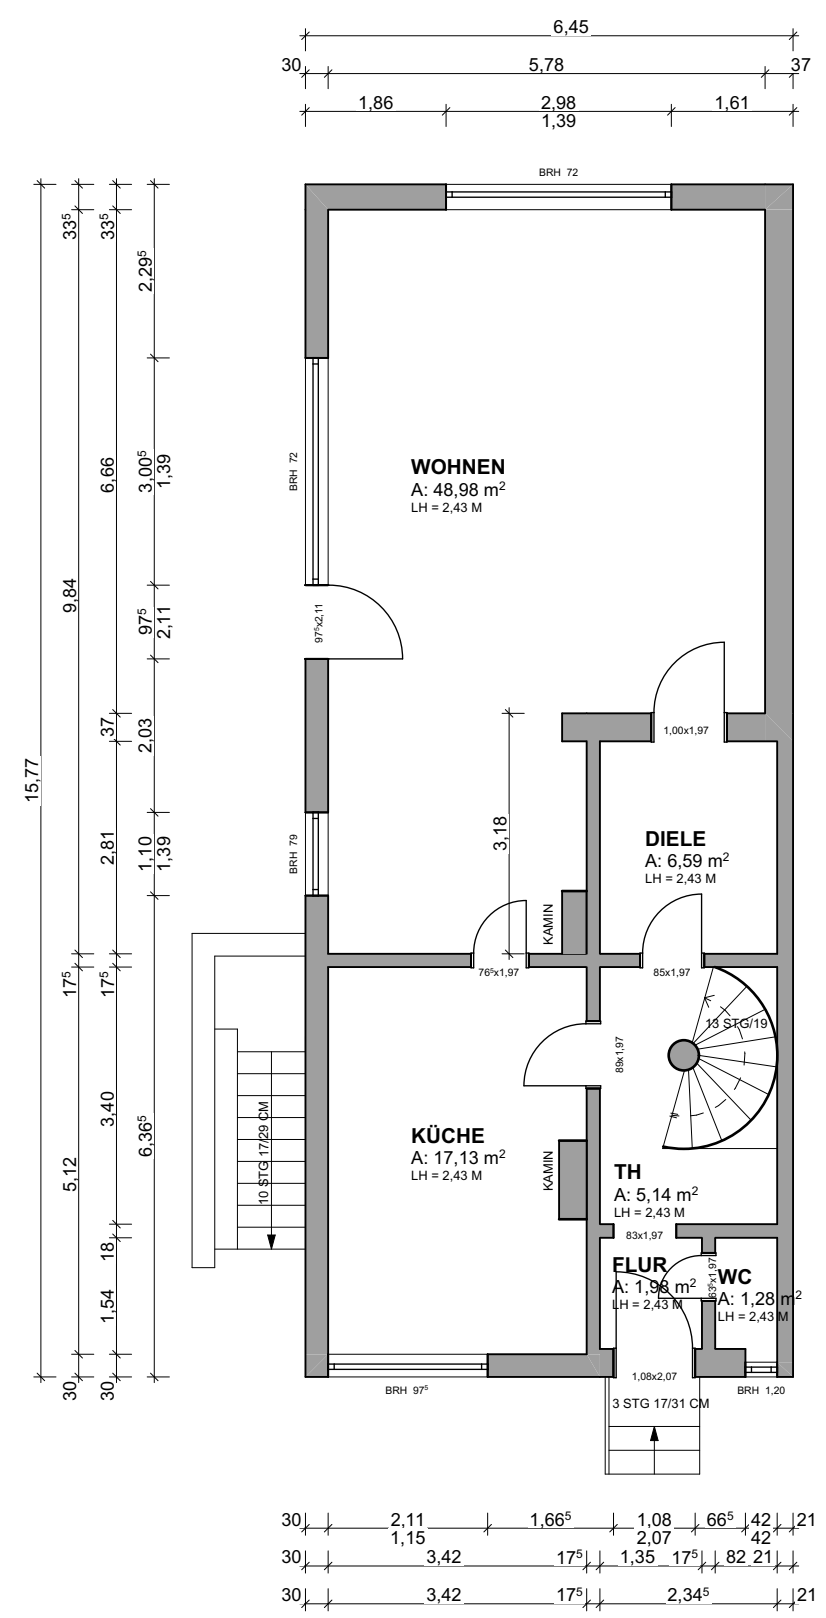 6,45
30 5,78 37
1,86 2,98 1,61
1,39
BRH 72
33⁵
33⁵
2,29⁵
BRH 72
WOHNEN
A: 48,98 m²
LH = 2,43 M
6,66
3,00⁵
1,39
9,84
97⁵
2,11
97⁵x2,11
37
2,03
1,00x1,97
15,77
3,18
2,81
1,10
1,39
BRH 79
DIELE
A: 6,59 m²
LH = 2,43 M
KAMIN
17⁵
17⁵
76⁵x1,97
85x1,97
13 STG/19
89x1,97
3,40
6,36⁵
5,12
10 STG 17/29 CM
KÜCHE
A: 17,13 m²
LH = 2,43 M
KAMIN
TH
A: 5,14 m²
LH = 2,43 M
83x1,97
18
FLUR
A: 1,98 m²
LH = 2,43 M
63⁵x1,97
WC
A: 1,28 m²
LH = 2,43 M
1,54
30
30
BRH 97⁵
1,08x2,07
BRH 1,20
3 STG 17/31 CM
30 2,11 1,66⁵ 1,08 66⁵ 42 21
1,15 2,07 42
30 3,42 17⁵ 1,35 17⁵ 82 21
30 3,42 17⁵ 2,34⁵ 21